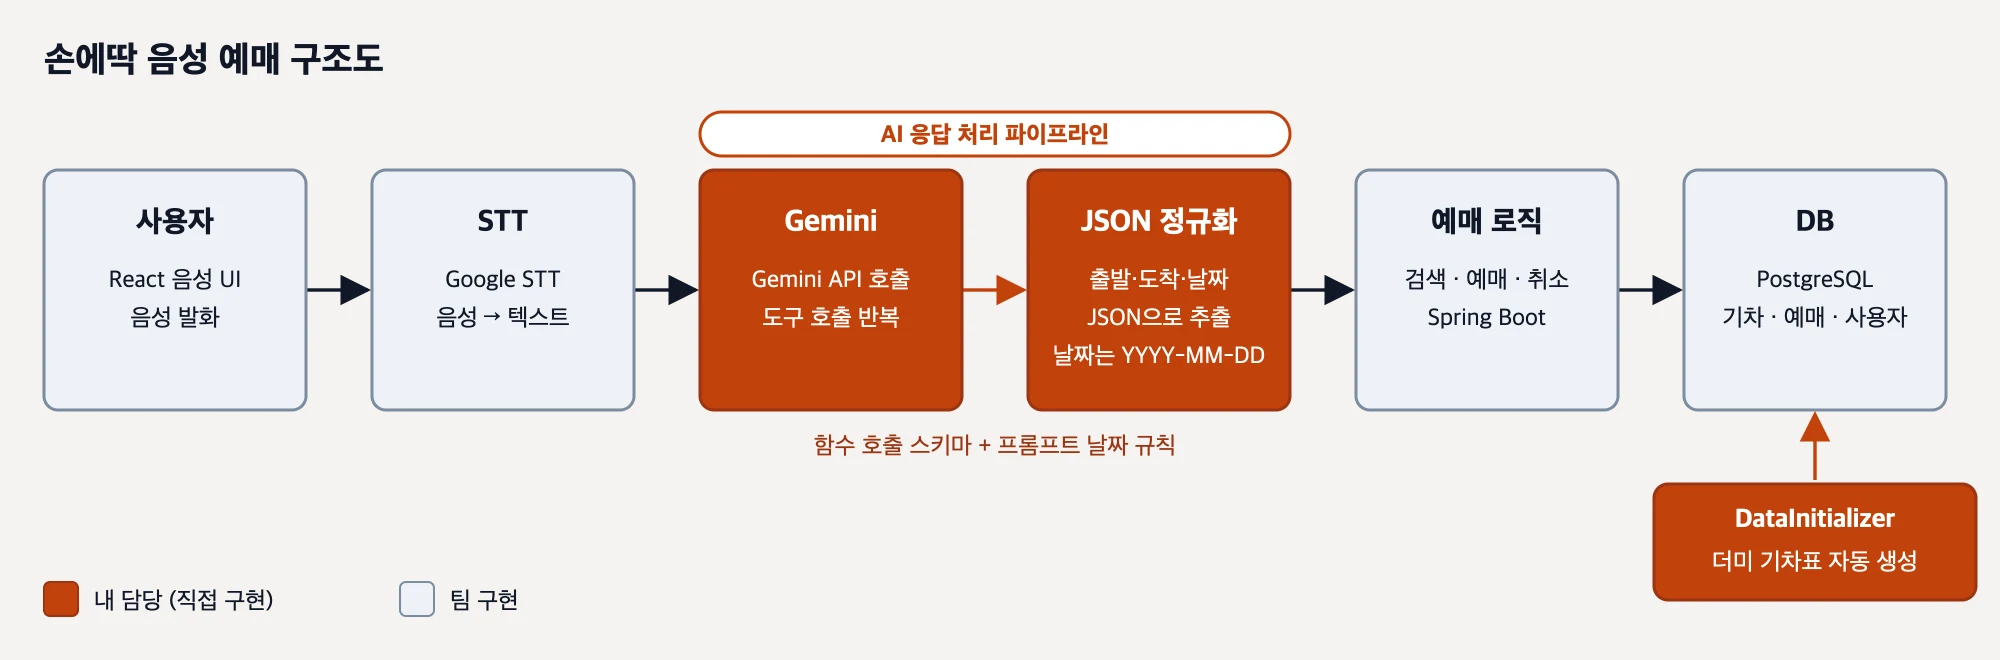 손에딱 음성 예매 구조도
AI 응답 처리 파이프라인
사용자
React 음성 UI
음성 발화
STT
Google STT
음성 → 텍스트
Gemini
Gemini API 호출
도구 호출 반복
JSON 정규화
출발·도착·날짜
JSON으로 추출
날짜는 YYYY-MM-DD
예매 로직
검색 · 예매 · 취소
Spring Boot
DB
PostgreSQL
기차 · 예매 · 사용자
함수 호출 스키마 + 프롬프트 날짜 규칙
DataInitializer
더미 기차표 자동 생성
내 담당 (직접 구현)
팀 구현